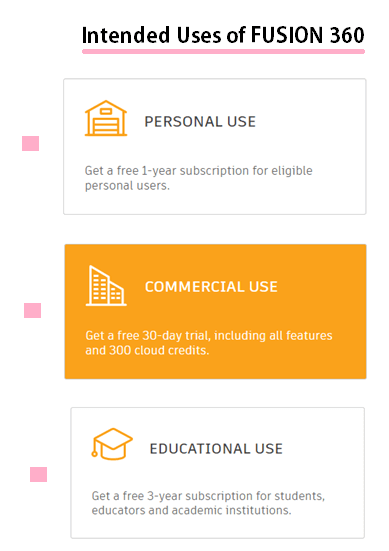 Intended Uses of FUSION 360
PERSONAL USE
Get a free 1-year subscription for eligible
personal users.
COMMERCIAL USE
Get a free 30-day trial, including all features
and 300 cloud credits.
EDUCATIONAL USE
Get a free 3-year subscription for students,
educators and academic institutions.